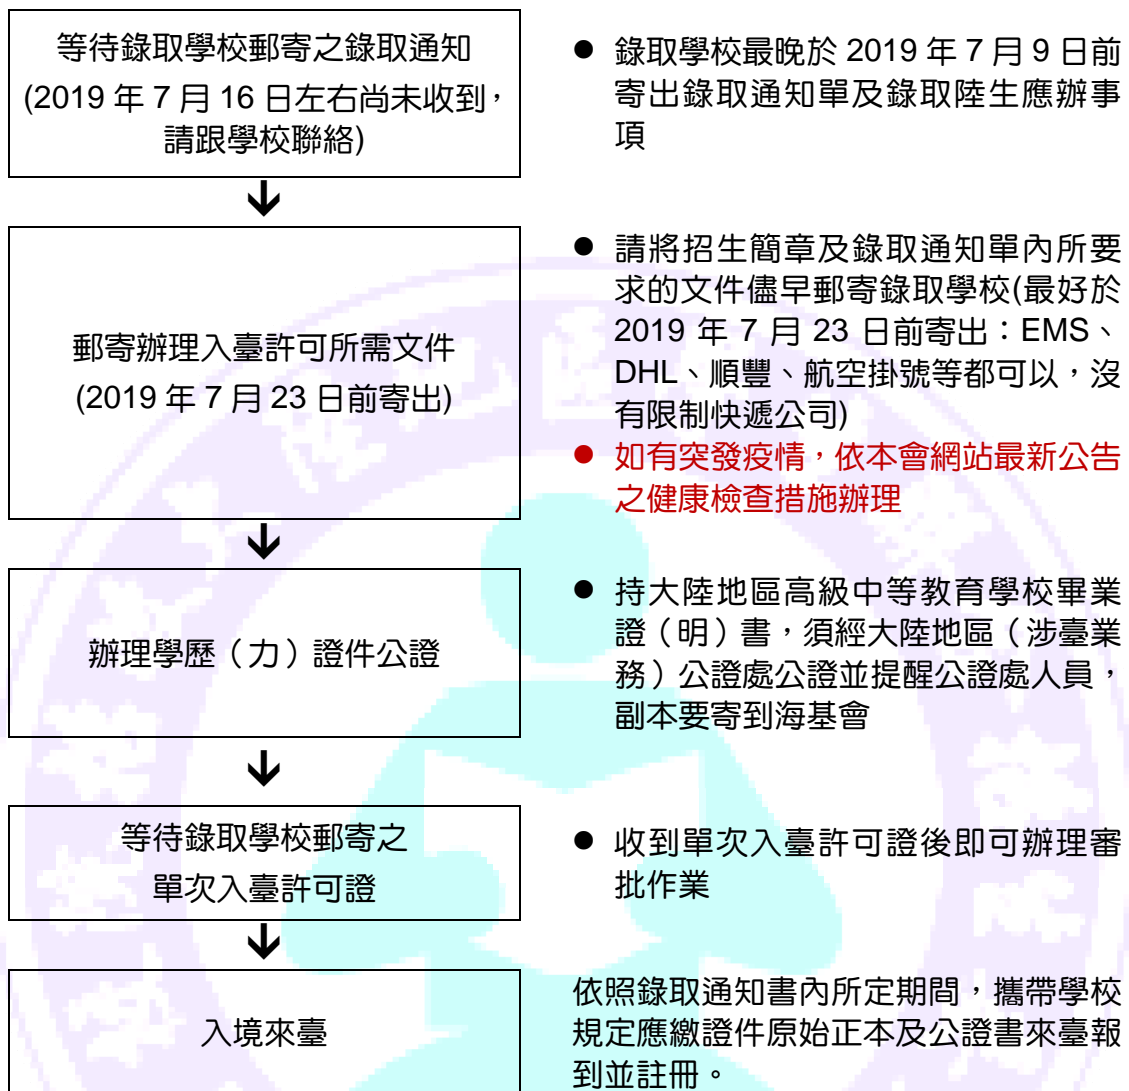 等待錄取學校郵寄之錄取通知
(2019 年 7 月 16 日左右尚未收到，
請跟學校聯絡)
● 錄取學校最晚於 2019 年 7 月 9 日前
寄出錄取通知單及錄取陸生應辦事
項
郵寄辦理入臺許可所需文件
(2019 年 7 月 23 日前寄出)
● 請將招生簡章及錄取通知單內所要
求的文件儘早郵寄錄取學校(最好於
2019 年 7 月 23 日前寄出：EMS、
DHL、順豐、航空掛號等都可以，沒
有限制快遞公司)
● 如有突發疫情，依本會網站最新公告
之健康檢查措施辦理
辦理學歷（力）證件公證
● 持大陸地區高級中等教育學校畢業
證（明）書，須經大陸地區（涉臺業
務）公證處公證並提醒公證處人員，
副本要寄到海基會
等待錄取學校郵寄之
單次入臺許可證
● 收到單次入臺許可證後即可辦理審
批作業
入境來臺
依照錄取通知書內所定期間，攜帶學校
規定應繳證件原始正本及公證書來臺報
到並註冊。